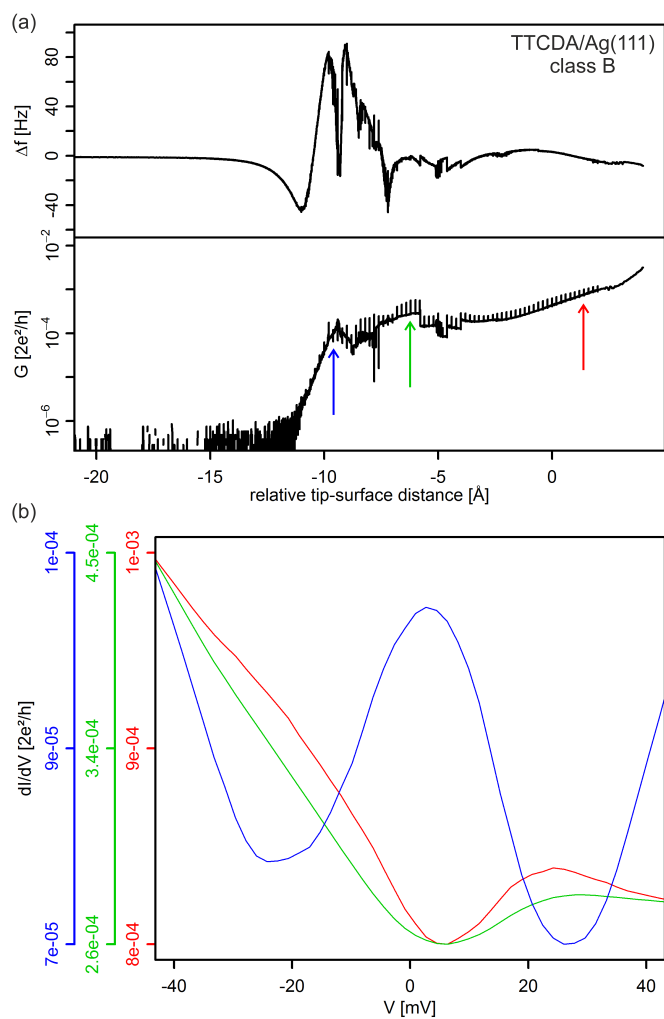 (a)
TTCDA/Ag(111)
class B
Δf [Hz]
80
40
0
-40
G [2e²/h]
10⁻²
10⁻⁴
10⁻⁶
-20 -15 -10 -5 0
relative tip-surface distance [Å]
(b)
dI/dV [2e²/h]
1e-04 4.5e-04 1e-03
9e-05 3.4e-04 9e-04
7e-05 2.6e-04 8e-04
-40 -20 0 20 40
V [mV]